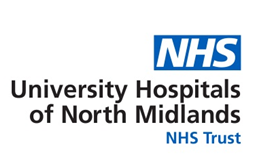 NHS
University Hospitals
of North Midlands
NHS Trust